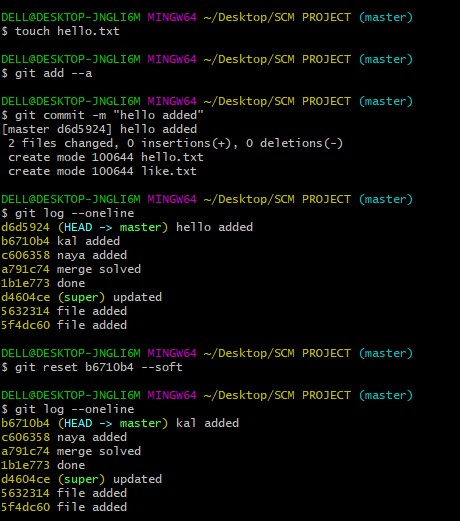 DELL@DESKTOP-JNGLI6M MINGW64 ~/Desktop/SCM PROJECT (master)
$ touch hello.txt
DELL@DESKTOP-JNGLI6M MINGW64 ~/Desktop/SCM PROJECT (master)
$ git add --a
DELL@DESKTOP-JNGLI6M MINGW64 ~/Desktop/SCM PROJECT (master)
$ git commit -m "hello added"
[master d6d5924] hello added
 2 files changed, 0 insertions(+), 0 deletions(-)
 create mode 100644 hello.txt
 create mode 100644 like.txt
DELL@DESKTOP-JNGLI6M MINGW64 ~/Desktop/SCM PROJECT (master)
$ git log --oneline
d6d5924 (HEAD -> master) hello added
b6710b4 kal added
c606358 naya added
a791c74 merge solved
1b1e773 done
d4604ce (super) updated
5632314 file added
5f4dc60 file added
DELL@DESKTOP-JNGLI6M MINGW64 ~/Desktop/SCM PROJECT (master)
$ git reset b6710b4 --soft
DELL@DESKTOP-JNGLI6M MINGW64 ~/Desktop/SCM PROJECT (master)
$ git log --oneline
b6710b4 (HEAD -> master) kal added
c606358 naya added
a791c74 merge solved
1b1e773 done
d4604ce (super) updated
5632314 file added
5f4dc60 file added